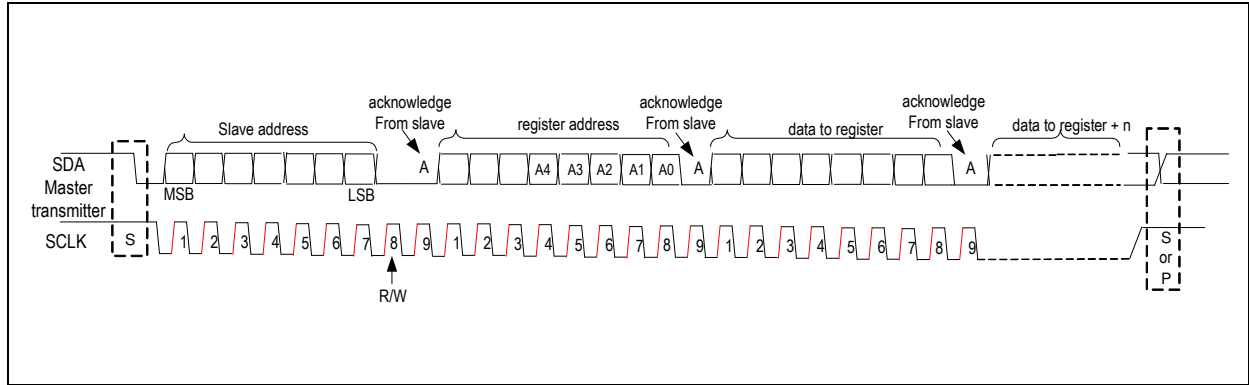 acknowledge
From slave
acknowledge
From slave
acknowledge
From slave
Slave address
register address
data to register
data to register + n
SDA
Master
transmitter
SCLK
A
A4
A3
A2
A1
A0
A
A
MSB
LSB
S
1 2 3 4 5 6 7 8 9 1 2 3 4 5 6 7 8 9 1 2 3 4 5 6 7 8 9
S
or
P
R/W